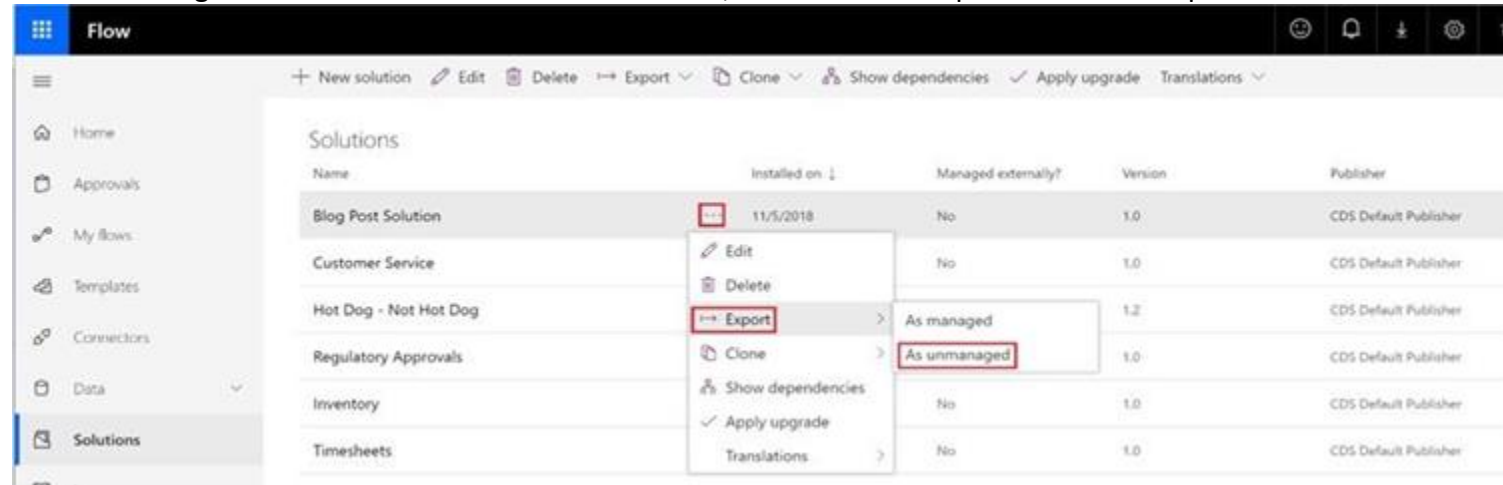 Flow
+ New solution Edit Delete Export Clone Show dependencies Apply upgrade Translations
Home
Approvals
My flows
Templates
Connectors
Data
Solutions
Solutions
Name Installed on ↓ Managed externally? Version Publisher
Blog Post Solution ... 11/5/2018 No 1.0 CDS Default Publisher
Customer Service No 1.0 CDS Default Publisher
Hot Dog - Not Hot Dog 1.2 CDS Default Publisher
Regulatory Approvals 1.0 CDS Default Publisher
Inventory No 1.0 CDS Default Publisher
Timesheets No 1.0 CDS Default Publisher
Edit
Delete
Export
Clone
Show dependencies
Apply upgrade
Translations
As managed
As unmanaged